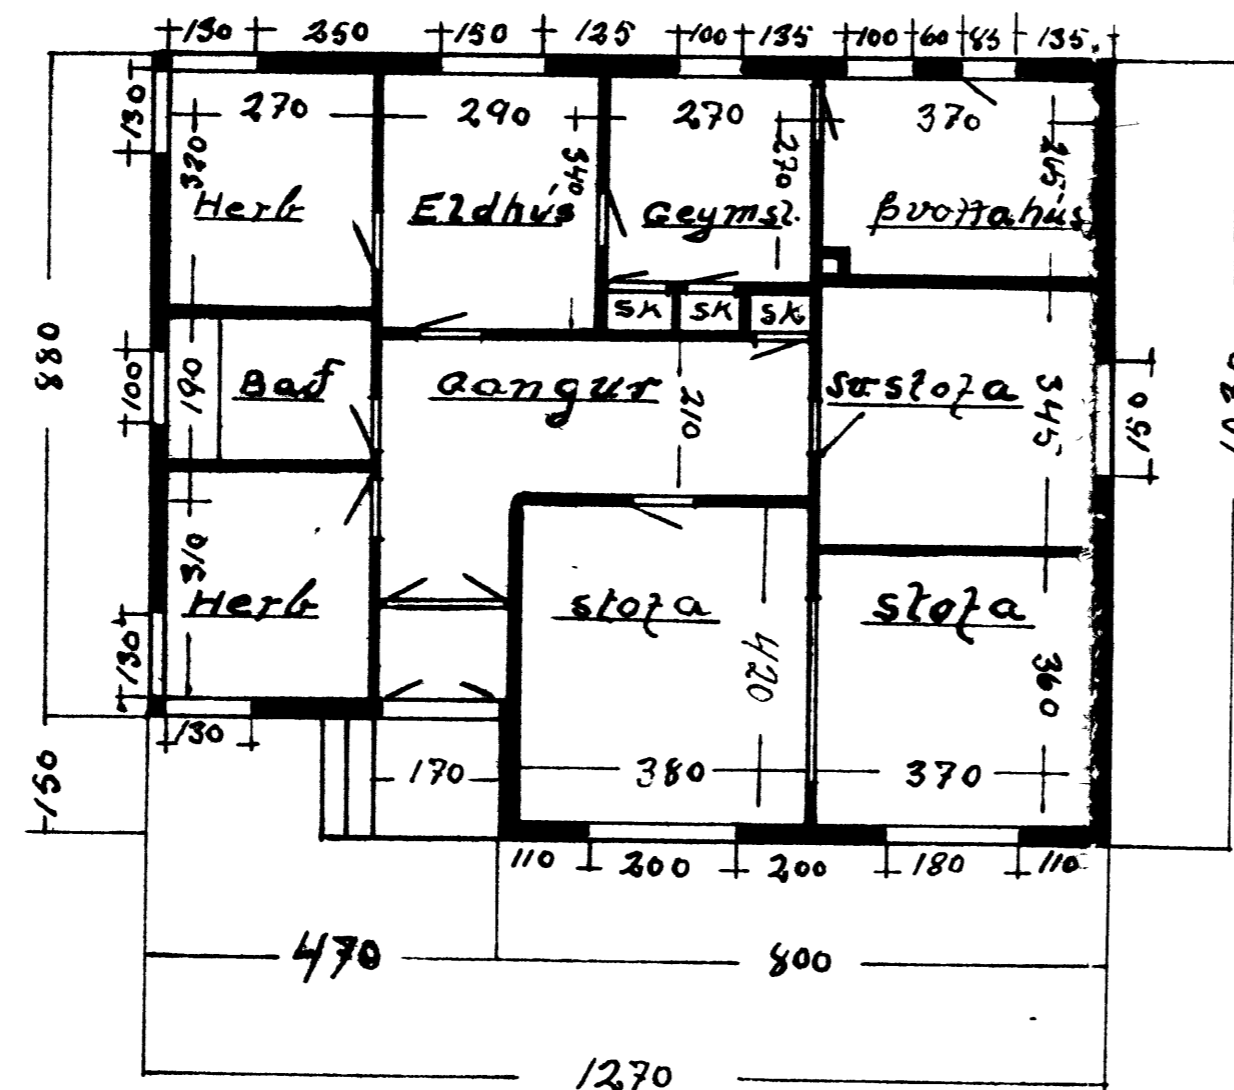 130 250 150 125 100 135 100 60 85 135
130 270 290 270 370
320 340 270 245
Herb Eldhús Geymsl. Þvottahús
sk sk sk
880
100 190 Bað Gangur 210 Sv.stofa 345 150
310 Herb stofa stofa
130 420 360
130 170 380 370
150
110 200 200 180 110
470 800
1270